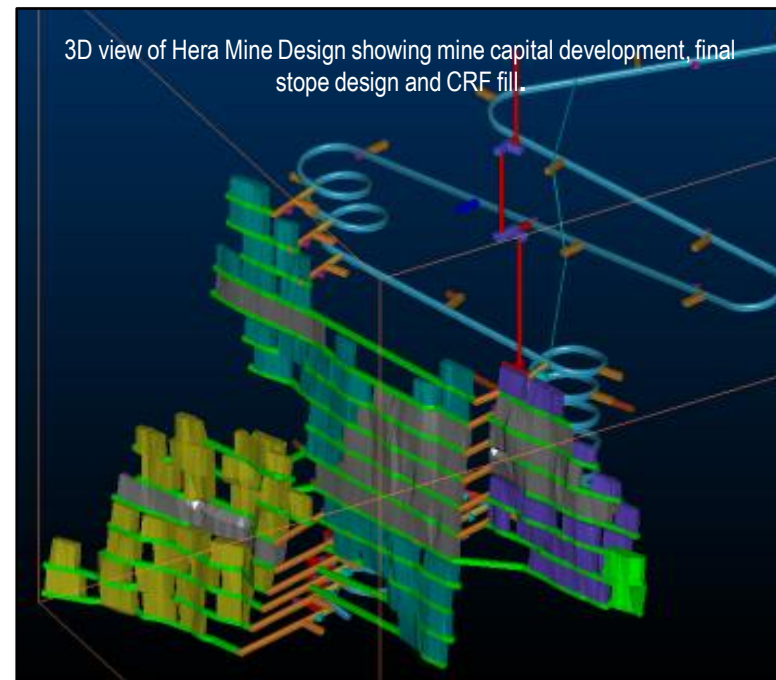 3D view of Hera Mine Design showing mine capital development, final
stope design and CRF fill.